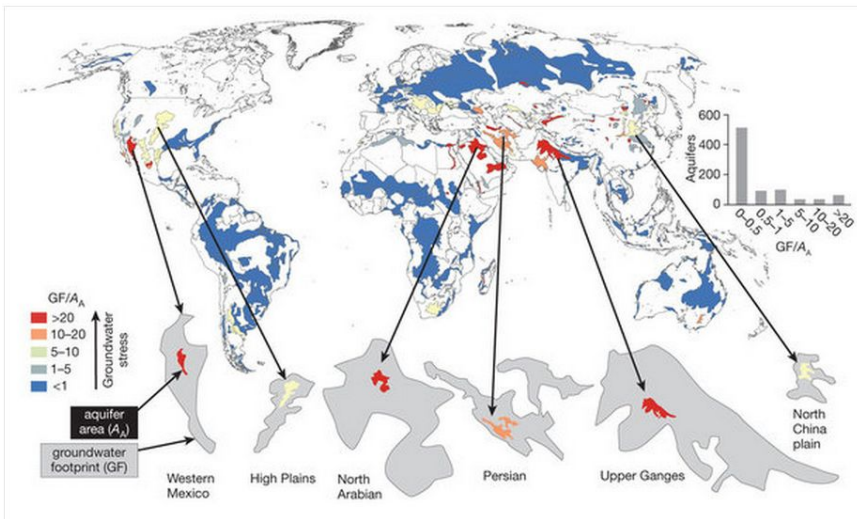 600
400
200
0
Aquifers
0–0.5
0.5–1
1–5
5–10
10–20
>20
GF/AA
GF/AA
>20
10–20
5–10
1–5
<1
Groundwater
stress
aquifer
area (AA)
groundwater
footprint (GF)
Western
Mexico
High Plains
North
Arabian
Persian
Upper Ganges
North
China
plain